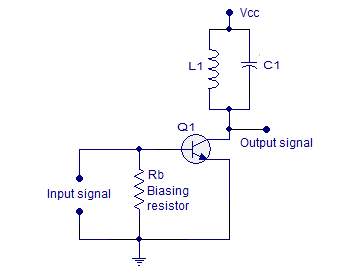 Vcc
L1
C1
Q1
Output signal
Rb
Biasing
resistor
Input signal